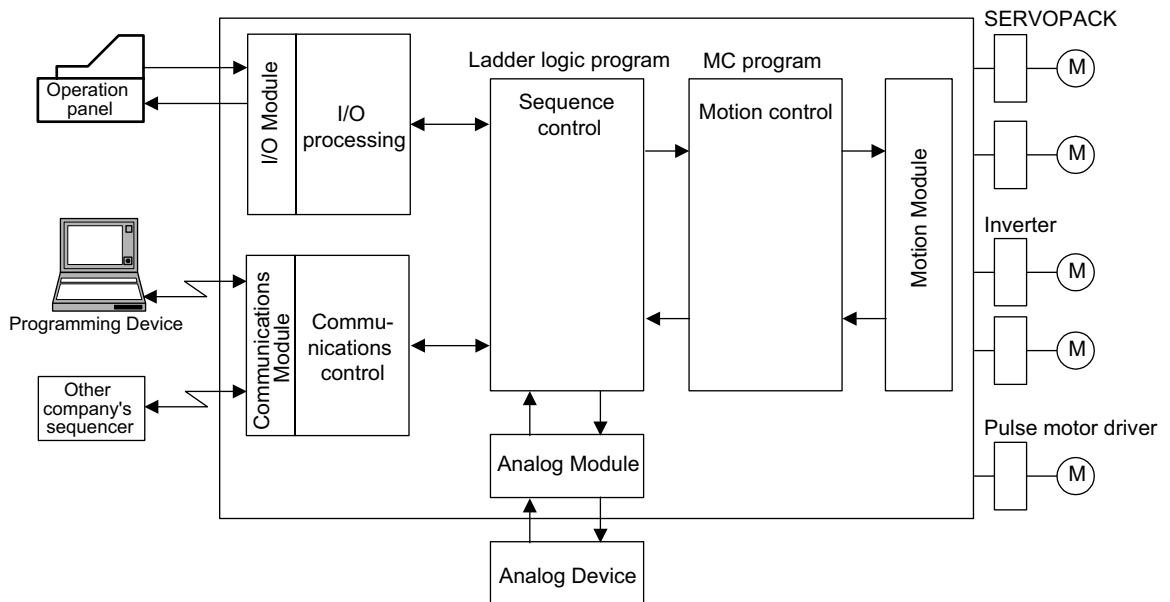 Operation
panel
I/O Module
I/O
processing
Ladder logic program
Sequence
control
MC program
Motion control
Motion Module
SERVOPACK
M
M
Inverter
M
M
Pulse motor driver
M
Programming Device
Other
company's
sequencer
Communications
Module
Commu-
nications
control
Analog Module
Analog Device